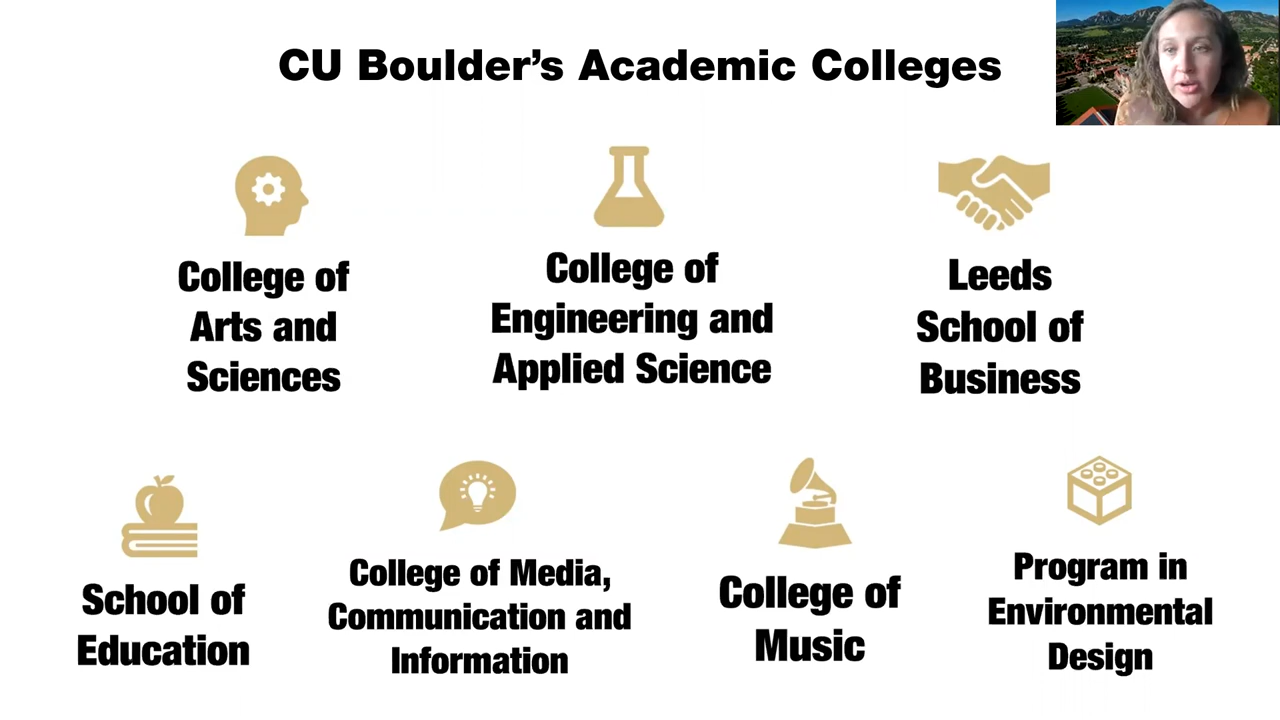 CU Boulder’s Academic Colleges
College of
Arts and
Sciences
College of
Engineering and
Applied Science
Leeds
School of
Business
School of
Education
College of Media,
Communication and
Information
College of
Music
Program in
Environmental
Design